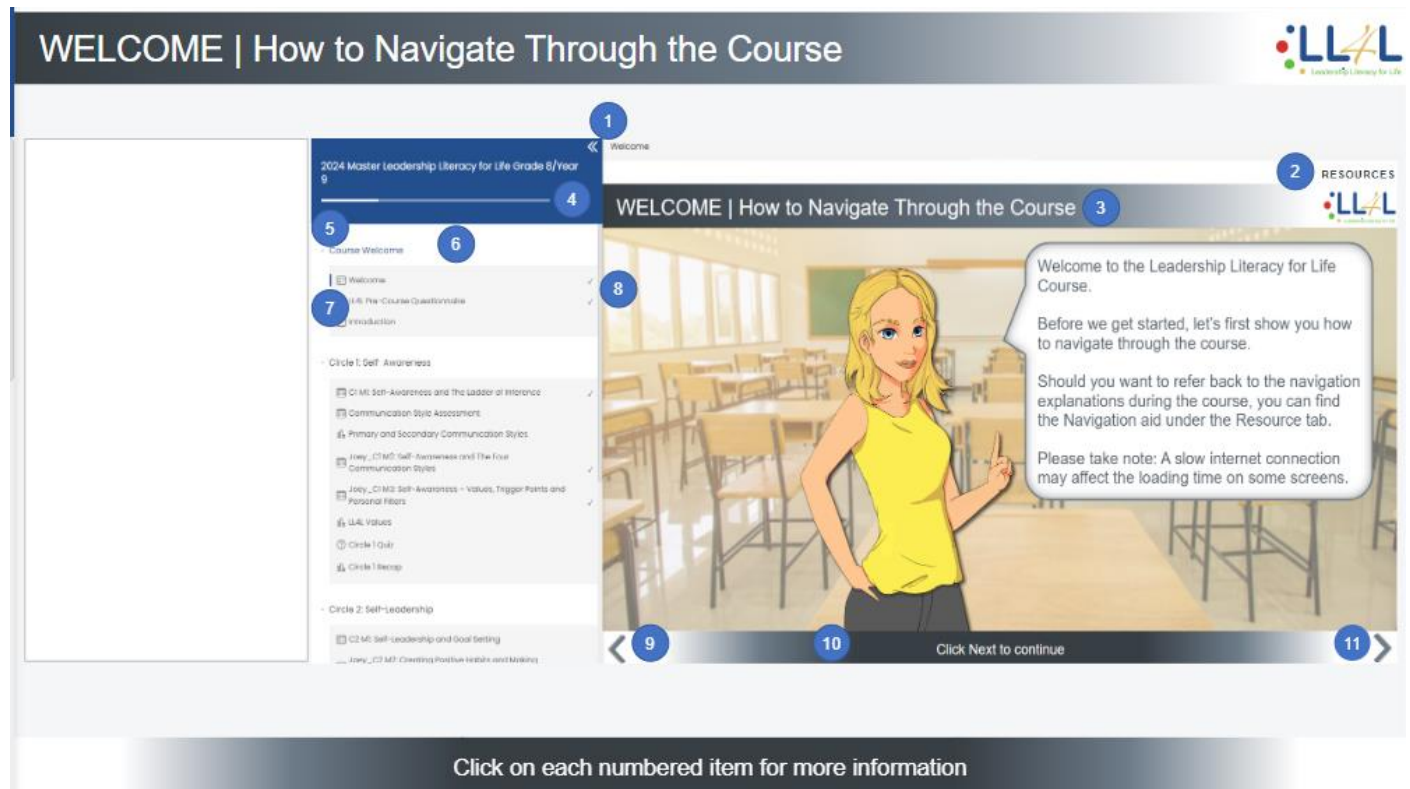 WELCOME | How to Navigate Through the Course
LL4L
Leadership Literacy for Life
1
Welcome
2024 Master Leadership Literacy for Life Grade 8/Year
9
4
2
RESOURCES
WELCOME | How to Navigate Through the Course
3
LL4L
5
6
Course Welcome
Welcome
8
LL4L Pre-Course Questionnaire
7
Introduction
Circle 1: Self Awareness
C1 M1: Self-Awareness and The Ladder of Inference
Communication Style Assessment
Primary and Secondary Communication Styles
Joey_C1 M2: Self-Awareness and The Four
Communication Styles
Joey_C1 M3: Self-Awareness – Values, Trigger Points and
Personal Filters
LL4L Values
Circle 1 Quiz
Circle 1 Recap
Circle 2: Self-Leadership
C2 M1: Self-Leadership and Goal Setting
Joey_C2 M2: Creating Positive Habits and Making
Welcome to the Leadership Literacy for Life
Course.
Before we get started, let's first show you how
to navigate through the course.
Should you want to refer back to the navigation
explanations during the course, you can find
the Navigation aid under the Resource tab.
Please take note: A slow internet connection
may affect the loading time on some screens.
9
10
Click Next to continue
11
Click on each numbered item for more information